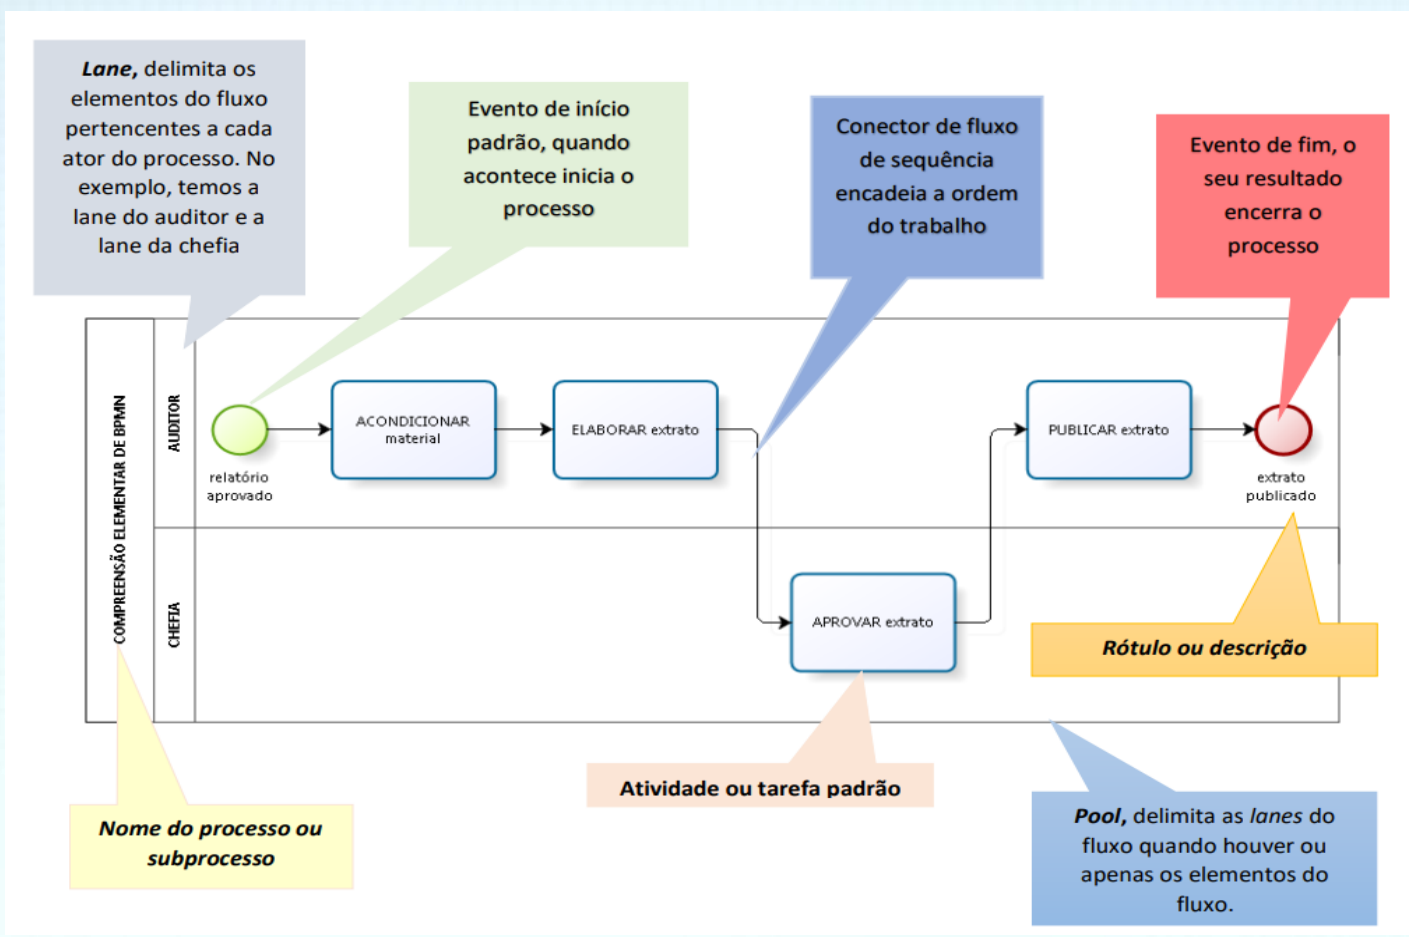 Lane, delimita os
elementos do fluxo
pertencentes a cada
ator do processo. No
exemplo, temos a
lane do auditor e a
lane da chefia
Evento de início
padrão, quando
acontece inicia o
processo
Conector de fluxo
de sequência
encadeia a ordem
do trabalho
Evento de fim, o
seu resultado
encerra o
processo
COMPREENSÃO ELEMENTAR DE BPMN
AUDITOR
relatório
aprovado
ACONDICIONAR
material
ELABORAR extrato
PUBLICAR extrato
extrato
publicado
CHEFIA
APROVAR extrato
Rótulo ou descrição
Nome do processo ou
subprocesso
Atividade ou tarefa padrão
Pool, delimita as lanes do
fluxo quando houver ou
apenas os elementos do
fluxo.